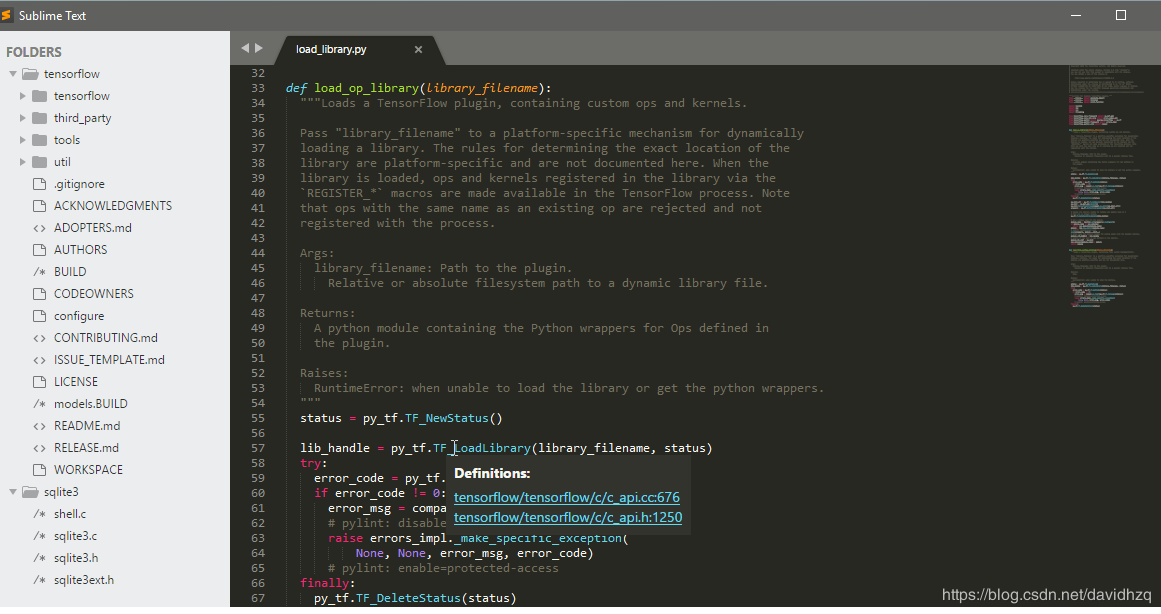 Sublime Text
FOLDERS
tensorflow
tensorflow
third_party
tools
util
.gitignore
ACKNOWLEDGMENTS
<> ADOPTERS.md
AUTHORS
/* BUILD
CODEOWNERS
configure
<> CONTRIBUTING.md
<> ISSUE_TEMPLATE.md
LICENSE
/* models.BUILD
<> README.md
<> RELEASE.md
WORKSPACE
sqlite3
/* shell.c
/* sqlite3.c
/* sqlite3.h
/* sqlite3ext.h
load_library.py ×
32
33 def load_op_library(library_filename):
34 """Loads a TensorFlow plugin, containing custom ops and kernels.
35
36 Pass "library_filename" to a platform-specific mechanism for dynamically
37 loading a library. The rules for determining the exact location of the
38 library are platform-specific and are not documented here. When the
39 library is loaded, ops and kernels registered in the library via the
40 `REGISTER_*` macros are made available in the TensorFlow process. Note
41 that ops with the same name as an existing op are rejected and not
42 registered with the process.
43
44 Args:
45 library_filename: Path to the plugin.
46 Relative or absolute filesystem path to a dynamic library file.
47
48 Returns:
49 A python module containing the Python wrappers for Ops defined in
50 the plugin.
51
52 Raises:
53 RuntimeError: when unable to load the library or get the python wrappers.
54 """
55 status = py_tf.TF_NewStatus()
56
57 lib_handle = py_tf.TF_LoadLibrary(library_filename, status)
58 try:
59 error_code = py_tf.
60 if error_code != 0:
61 error_msg = compa
62 # pylint: disable
63 raise errors_impl._make_specific_exception(
64 None, None, error_msg, error_code)
65 # pylint: enable=protected-access
66 finally:
67 py_tf.TF_DeleteStatus(status)
Definitions:
tensorflow/tensorflow/c/c_api.cc:676
tensorflow/tensorflow/c/c_api.h:1250
https://blog.csdn.net/davidhzq